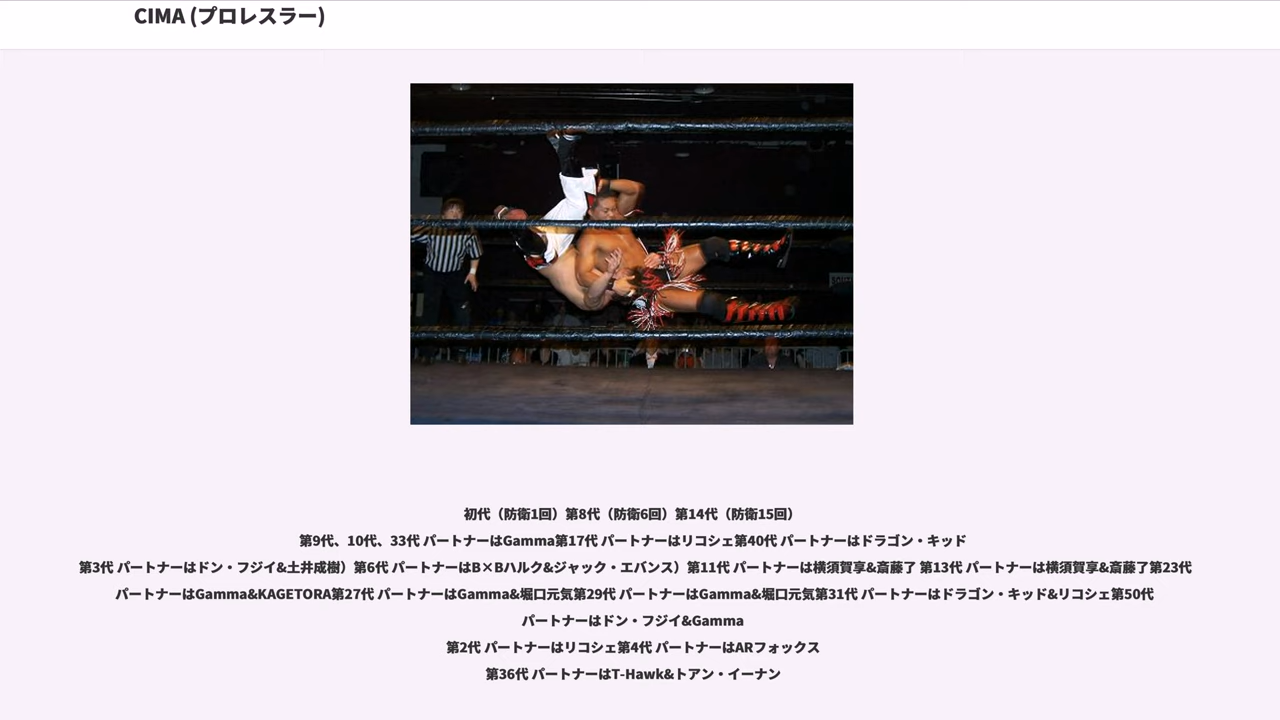 CIMA (プロレスラー)
初代（防衛1回）第8代（防衛6回）第14代（防衛15回）
第9代、10代、33代 パートナーはGamma第17代 パートナーはリコシェ第40代 パートナーはドラゴン・キッド
第3代 パートナーはドン・フジイ&土井成樹）第6代 パートナーはB×Bハルク&ジャック・エバンス）第11代 パートナーは横須賀享&斎藤了 第13代 パートナーは横須賀享&斎藤了第23代
パートナーはGamma&KAGETORA第27代 パートナーはGamma&堀口元気第29代 パートナーはGamma&堀口元気第31代 パートナーはドラゴン・キッド&リコシェ第50代
パートナーはドン・フジイ&Gamma
第2代 パートナーはリコシェ第4代 パートナーはARフォックス
第36代 パートナーはT-Hawk&トアン・イーナン